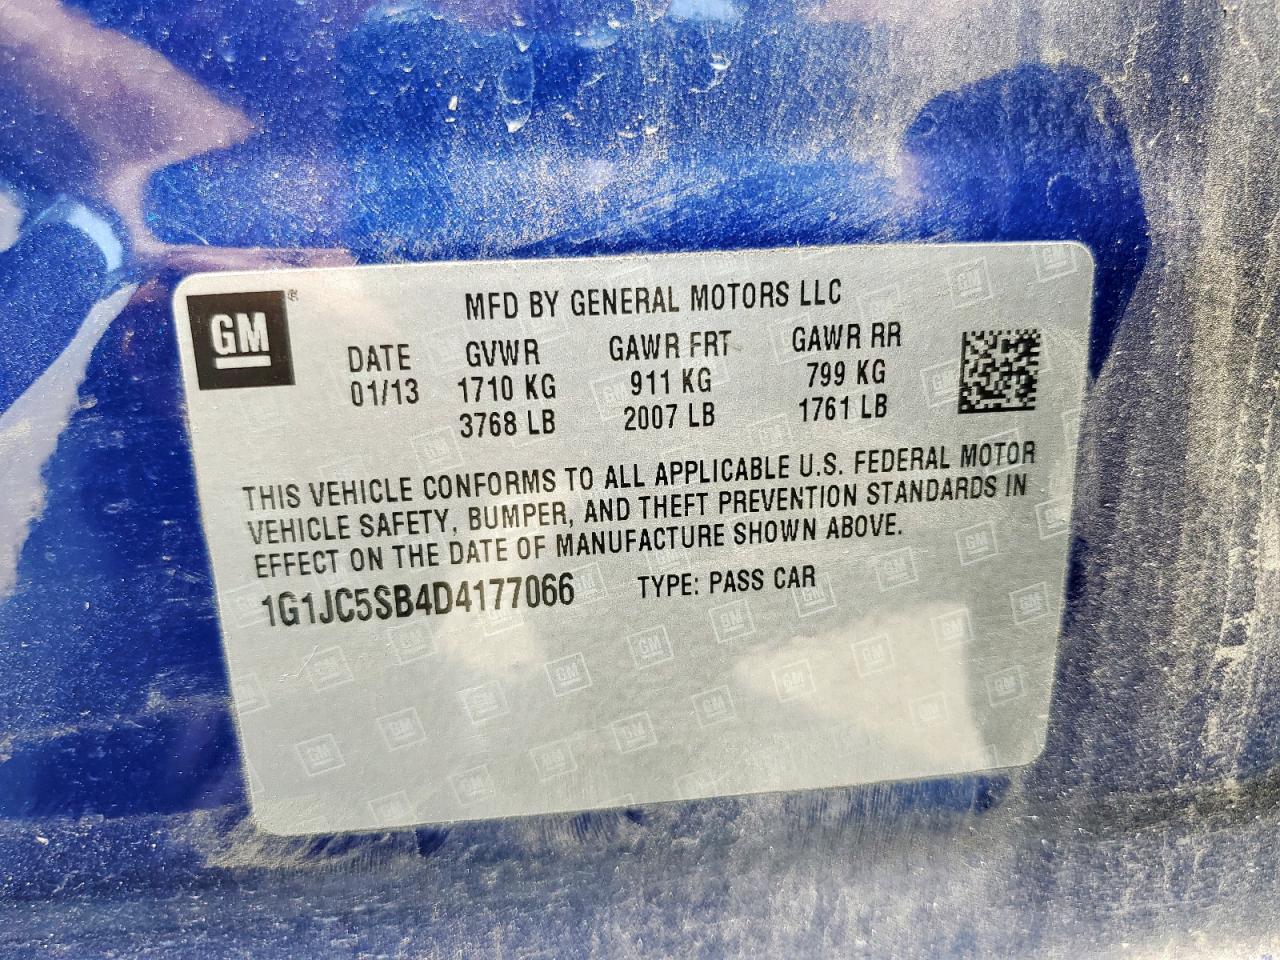 GM ®
MFD BY GENERAL MOTORS LLC
DATE GVWR GAWR FRT GAWR RR
01/13 1710 KG 911 KG 799 KG
3768 LB 2007 LB 1761 LB
THIS VEHICLE CONFORMS TO ALL APPLICABLE U.S. FEDERAL MOTOR
VEHICLE SAFETY, BUMPER, AND THEFT PREVENTION STANDARDS IN
EFFECT ON THE DATE OF MANUFACTURE SHOWN ABOVE.
1G1JC5SB4D4177066 TYPE: PASS CAR